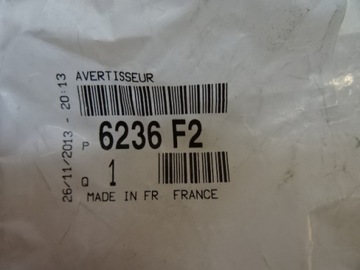 AVERTISSEUR
P 6236 F2
Q 1
MADE IN FR FRANCE
26/11/2013 - 20:13